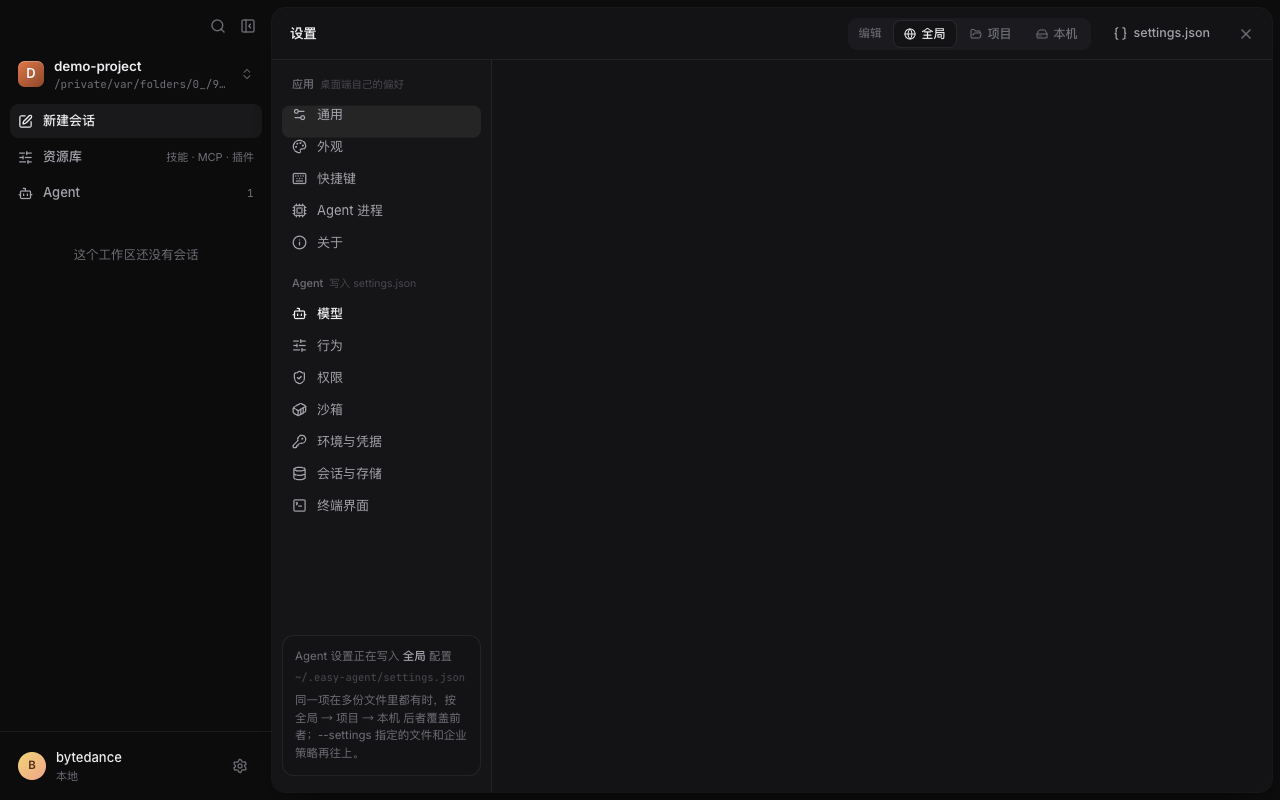 D
demo-project
/private/var/folders/0_/9…
新建会话
资源库
技能 · MCP · 插件
Agent
1
这个工作区还没有会话
B
bytedance
本地
设置
编辑
全局
项目
本机
{ } settings.json
应用 桌面端自己的偏好
通用
外观
快捷键
Agent 进程
关于
Agent 写入 settings.json
模型
行为
权限
沙箱
环境与凭据
会话与存储
终端界面
Agent 设置正在写入 全局 配置
~/.easy-agent/settings.json
同一项在多份文件里都有时，按
全局 → 项目 → 本机 后者覆盖前
者；--settings 指定的文件和企业
策略再往上。